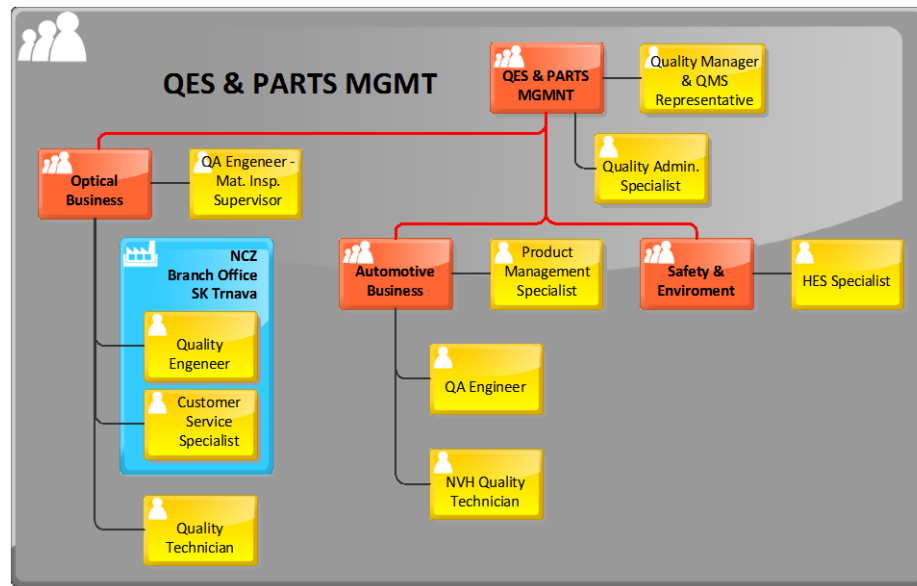 QES & PARTS MGMT
QES & PARTS
MGMNT
Quality Manager
& QMS
Representative
Quality Admin.
Specialist
Optical
Business
QA Engeneer -
Mat. Insp.
Supervisor
NCZ
Branch Office
SK Trnava
Quality
Engeneer
Customer
Service
Specialist
Quality
Technician
Automotive
Business
Product
Management
Specialist
QA Engineer
NVH Quality
Technician
Safety &
Enviroment
HES Specialist